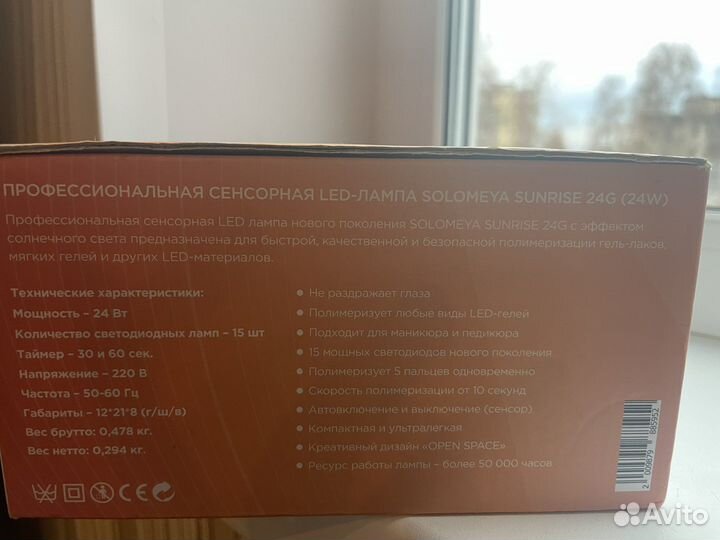 ПРОФЕССИОНАЛЬНАЯ СЕНСОРНАЯ LED-ЛАМПА SOLOMEYA SUNRISE 24G (24W)
Профессиональная сенсорная LED лампа нового поколения SOLOMEYA SUNRISE 24G с эффектом
солнечного света предназначена для быстрой, качественной и безопасной полимеризации гель-лаков,
мягких гелей и других LED-материалов.
Технические характеристики:
Мощность – 24 Вт
Количество светодиодных ламп – 15 шт
Таймер – 30 и 60 сек.
Напряжение – 220 В
Частота – 50-60 Гц
Габариты – 12*21*8 (г/ш/в)
Вес брутто: 0,478 кг.
Вес нетто: 0,294 кг.
• Не раздражает глаза
• Полимеризует любые виды LED-гелей
• Подходит для маникюра и педикюра
• 15 мощных светодиодов нового поколения
• Полимеризует 5 пальцев одновременно
• Скорость полимеризации от 10 секунд
• Автовключение и выключение (сенсор)
• Компактная и ультралегкая
• Креативный дизайн «OPEN SPACE»
• Ресурс работы лампы – более 50 000 часов
CE
2 009879 885952
Avito